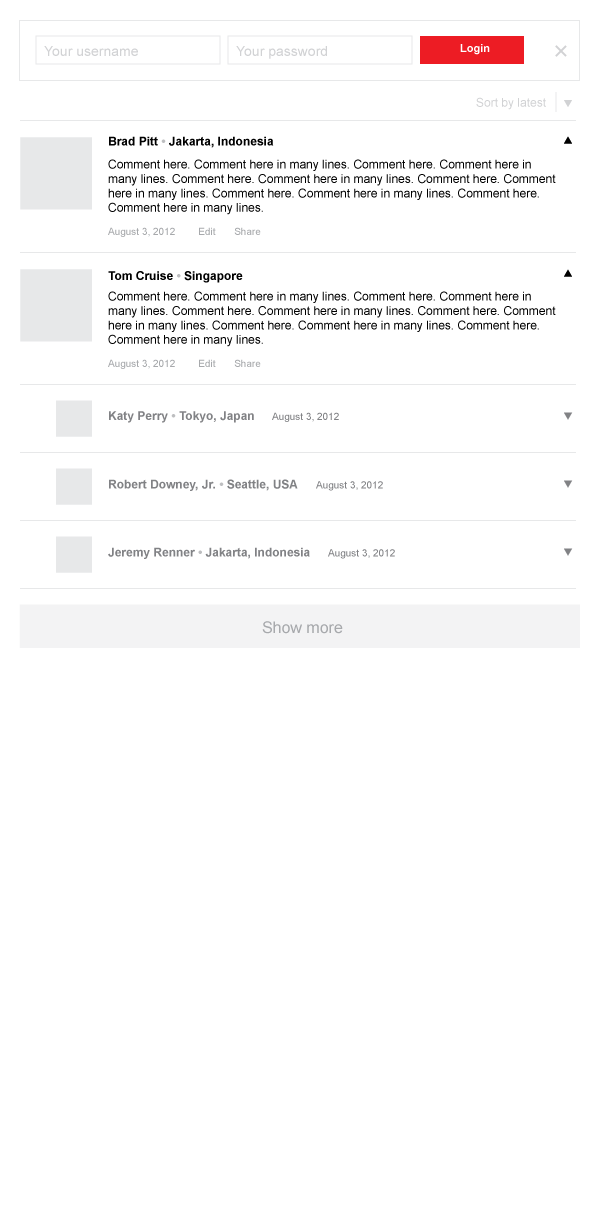 Your username
Your password
Login
Sort by latest
Brad Pitt • Jakarta, Indonesia
Comment here. Comment here in many lines. Comment here. Comment here in
many lines. Comment here. Comment here in many lines. Comment here. Comment
here in many lines. Comment here. Comment here in many lines. Comment here.
Comment here in many lines.
August 3, 2012 Edit Share
Tom Cruise • Singapore
Comment here. Comment here in many lines. Comment here. Comment here in
many lines. Comment here. Comment here in many lines. Comment here. Comment
here in many lines. Comment here. Comment here in many lines. Comment here.
Comment here in many lines.
August 3, 2012 Edit Share
Katy Perry • Tokyo, Japan August 3, 2012
Robert Downey, Jr. • Seattle, USA August 3, 2012
Jeremy Renner • Jakarta, Indonesia August 3, 2012
Show more